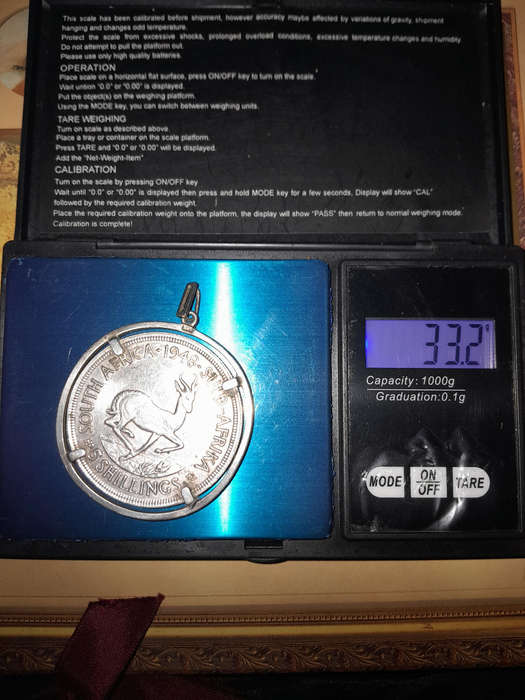 This scale has been calibrated before shipment, however accuracy maybe affected by variations of gravity, shipment
hanging and changes odd temperature.
Protect the scale from excessive shocks, prolonged overload conditions, excessive temperature changes and humidity
Do not attempt to pull the platform out.
Please use only high quality batteries.
OPERATION
Place scale on a horizontal flat surface, press ON/OFF key to turn on the scale.
Wait unsion "0.0" or "0.00" is displayed.
Put the object(s) on the weighing platform.
Using the MODE key, you can switch between weighing units.
TARE WEIGHING
Turn on scale as described above.
Place a tray or container on the scale platform.
Press TARE and "0.0" or "0.00" will be displayed.
Add the "Net-Weight-Item"
CALIBRATION
Turn on the scale by pressing ON/OFF key
Wait until "0.0" or "0.00" is displayed then press and hold MODE key for a few seconds, Display will show "CAL"
followed by the required calibration weight.
Place the required calibration weight onto the platform, the display will show "PASS" then return to normal weighing mode.
Calibration is complete!
33.2
Capacity: 1000g
Graduation:0.1g
MODE
ON
OFF
TARE
SOUTH AFRICA·1948·
-AFRIKA
5 SHILLINGS